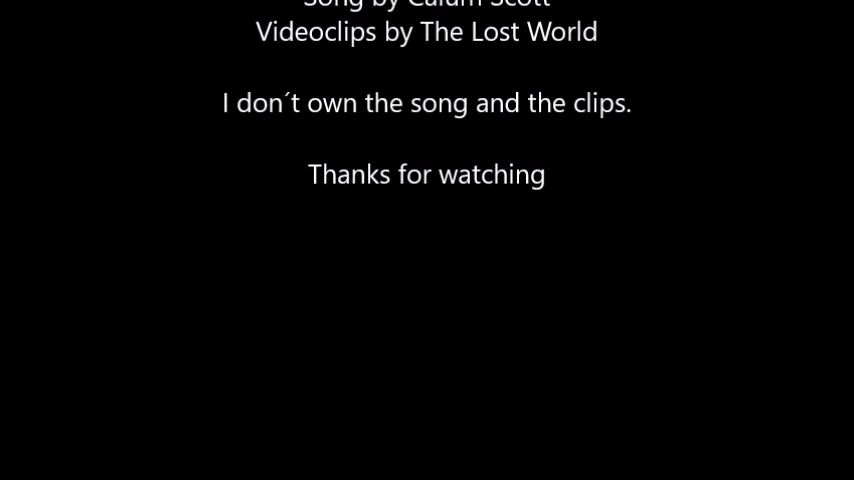 Song by Calum Scott
Videoclips by The Lost World
I don´t own the song and the clips.
Thanks for watching